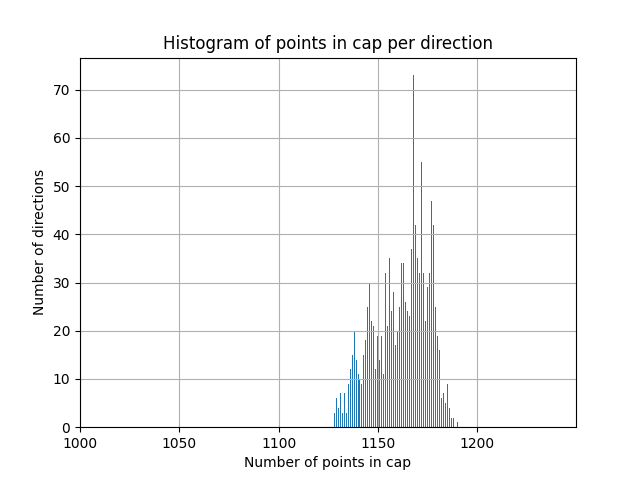 Histogram of points in cap per direction
70
60
50
40
30
20
10
0
Number of directions
1000 1050 1100 1150 1200
Number of points in cap